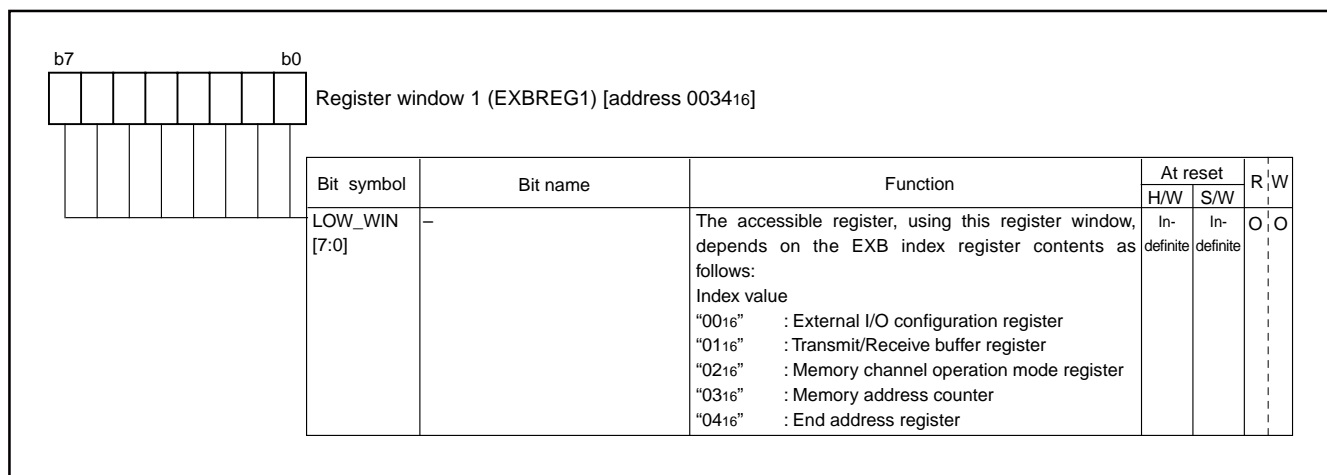 b7 b0
Register window 1 (EXBREG1) [address 003416]
Bit symbol Bit name Function At reset R W
H/W S/W
LOW_WIN – The accessible register, using this register window, In- In- O O
[7:0] depends on the EXB index register contents as definite definite
follows:
Index value
“0016” : External I/O configuration register
“0116” : Transmit/Receive buffer register
“0216” : Memory channel operation mode register
“0316” : Memory address counter
“0416” : End address register